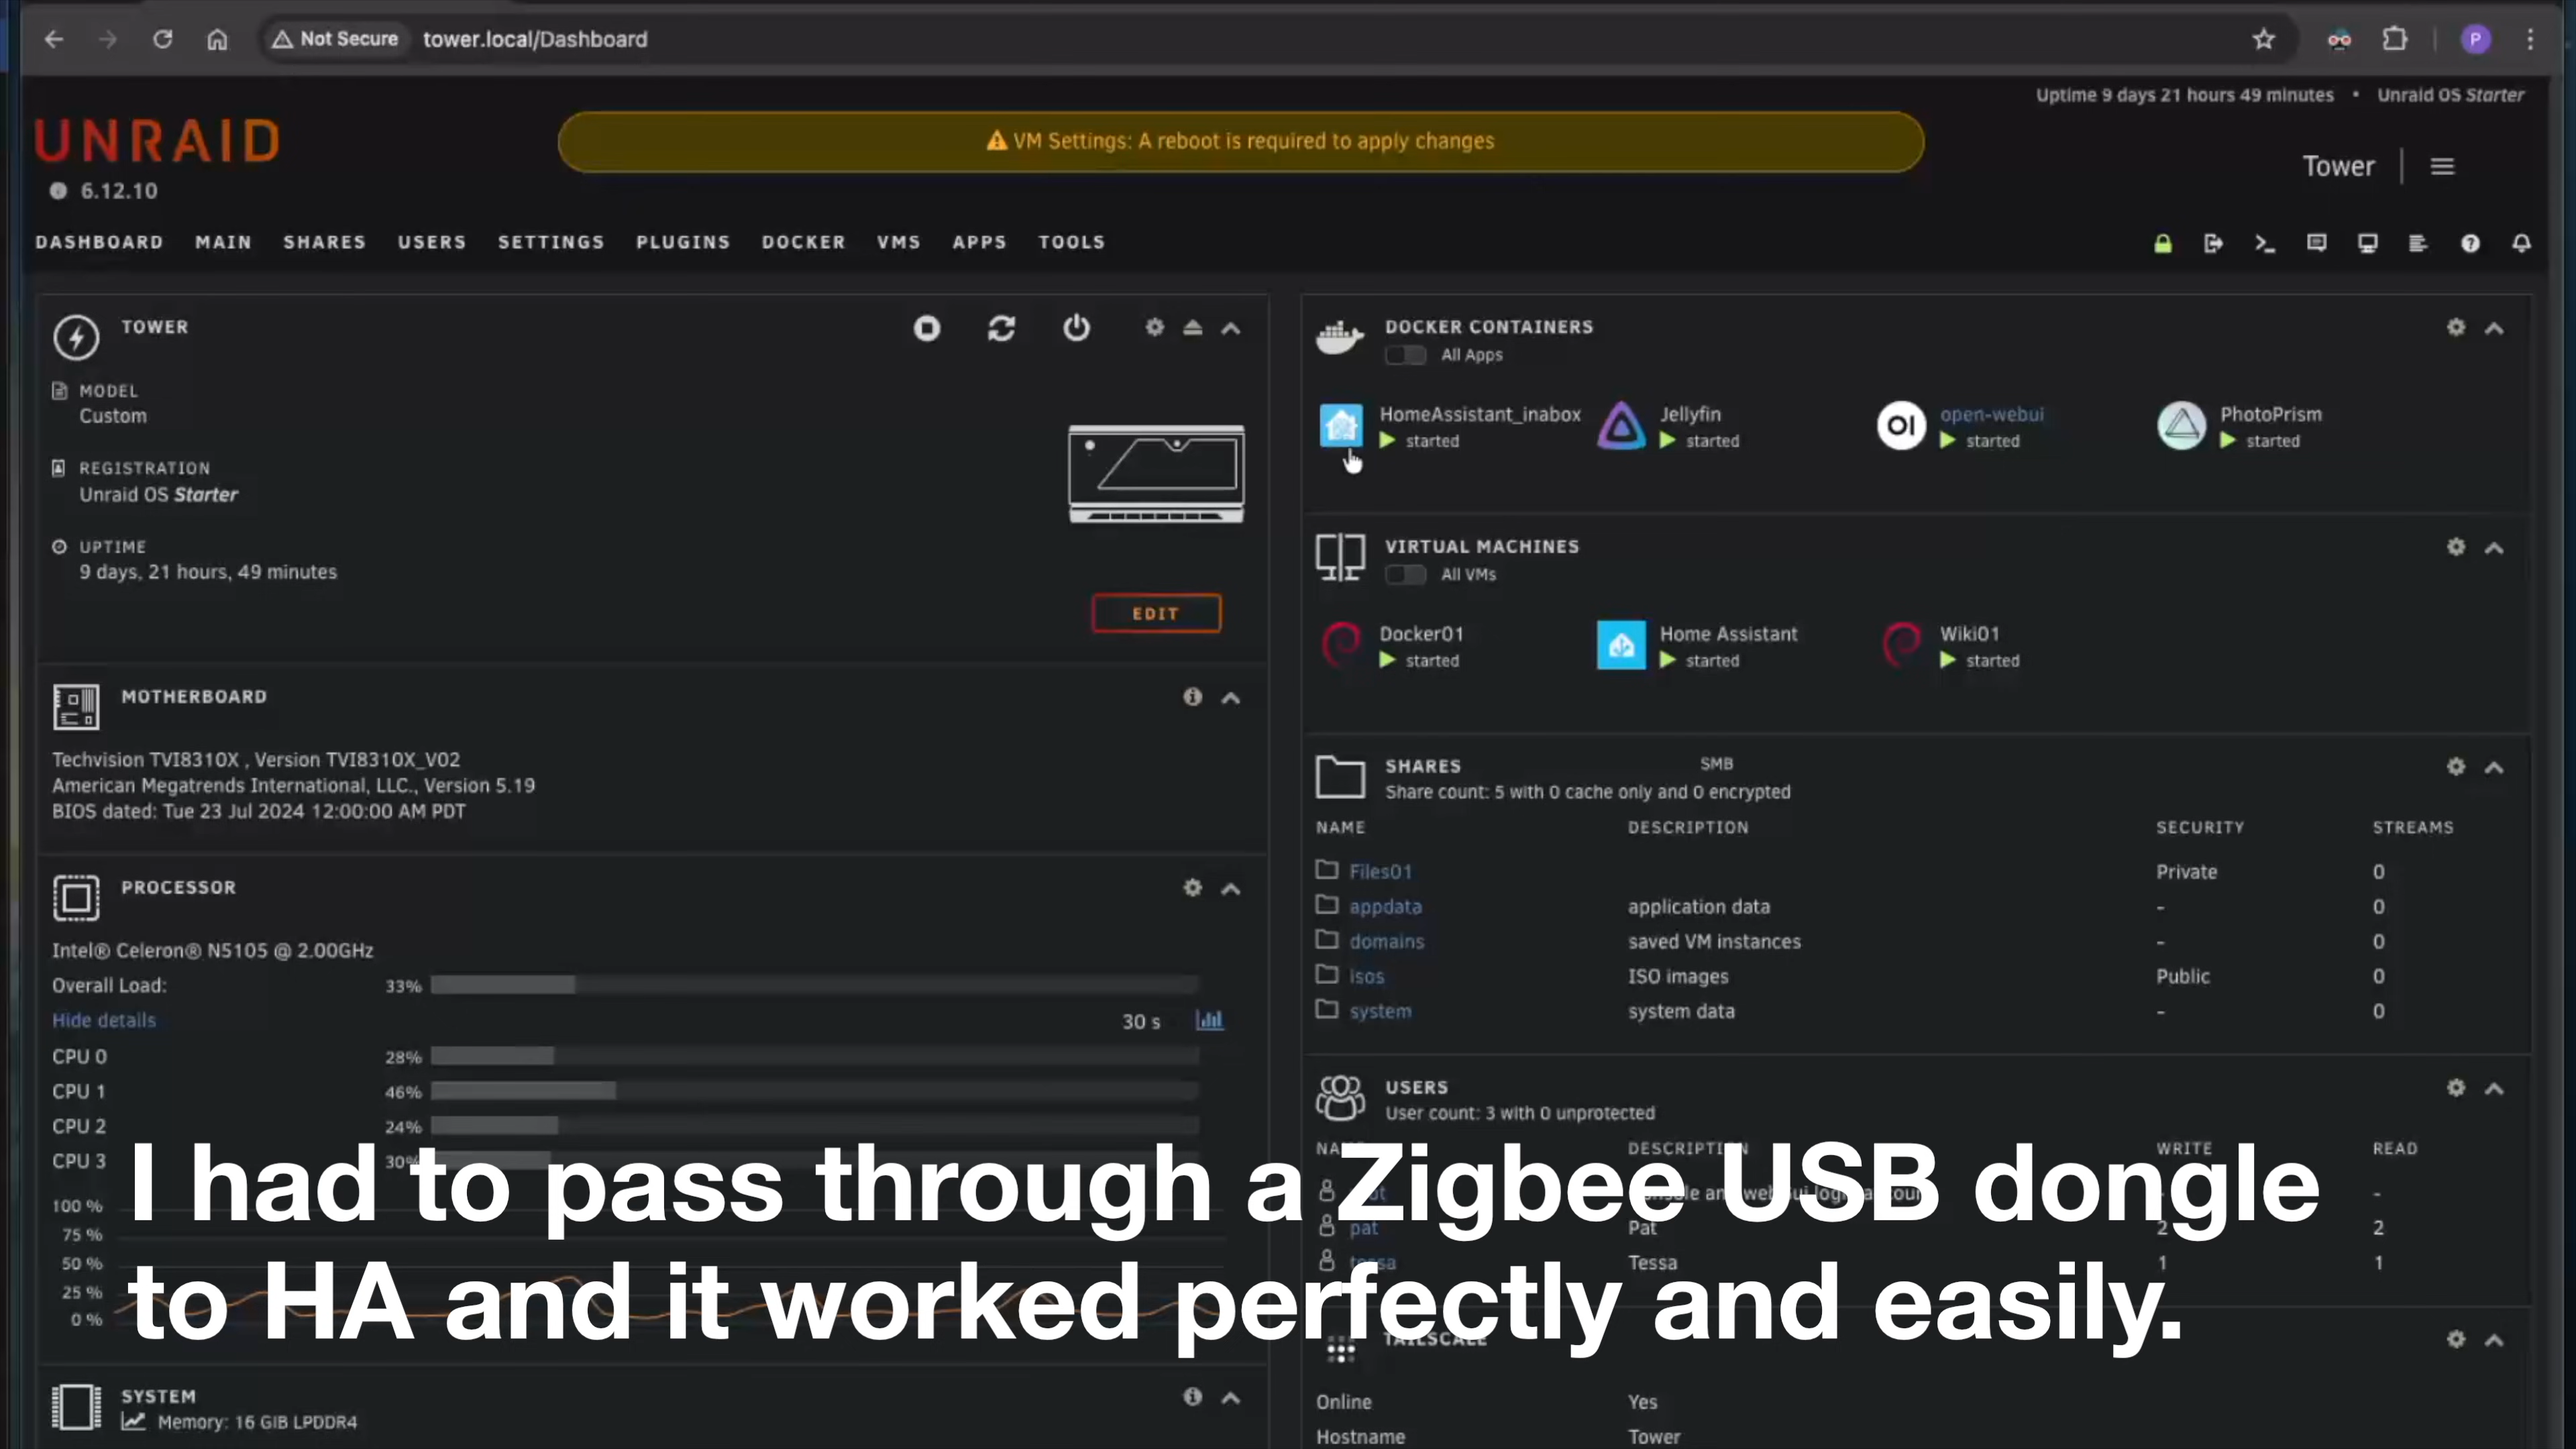 Not Secure tower.local/Dashboard
P
Uptime 9 days 21 hours 49 minutes • Unraid OS Starter
UNRAID
6.12.10
VM Settings: A reboot is required to apply changes
Tower
DASHBOARD MAIN SHARES USERS SETTINGS PLUGINS DOCKER VMS APPS TOOLS
TOWER
MODEL
Custom
REGISTRATION
Unraid OS Starter
UPTIME
9 days, 21 hours, 49 minutes
EDIT
MOTHERBOARD
Techvision TVI8310X , Version TVI8310X_V02
American Megatrends International, LLC., Version 5.19
BIOS dated: Tue 23 Jul 2024 12:00:00 AM PDT
PROCESSOR
Intel® Celeron® N5105 @ 2.00GHz
Overall Load: 33%
Hide details 30 s
CPU 0 28%
CPU 1 46%
CPU 2 24%
CPU 3 30%
100 %
75 %
50 %
25 %
0 %
SYSTEM
Memory: 16 GiB LPDDR4
DOCKER CONTAINERS
All Apps
HomeAssistant_inabox Jellyfin open-webui PhotoPrism
started started started started
VIRTUAL MACHINES
All VMs
Docker01 Home Assistant Wiki01
started started started
SHARES SMB
Share count: 5 with 0 cache only and 0 encrypted
NAME DESCRIPTION SECURITY STREAMS
Files01 Private 0
appdata application data - 0
domains saved VM instances - 0
isos ISO images Public 0
system system data - 0
USERS
User count: 3 with 0 unprotected
DESCRIPTION WRITE READ
-
pat Pat 2 2
tessa Tessa 1 1
TAILSCALE
Online Yes
Hostname Tower
I had to pass through a Zigbee USB dongle
to HA and it worked perfectly and easily.